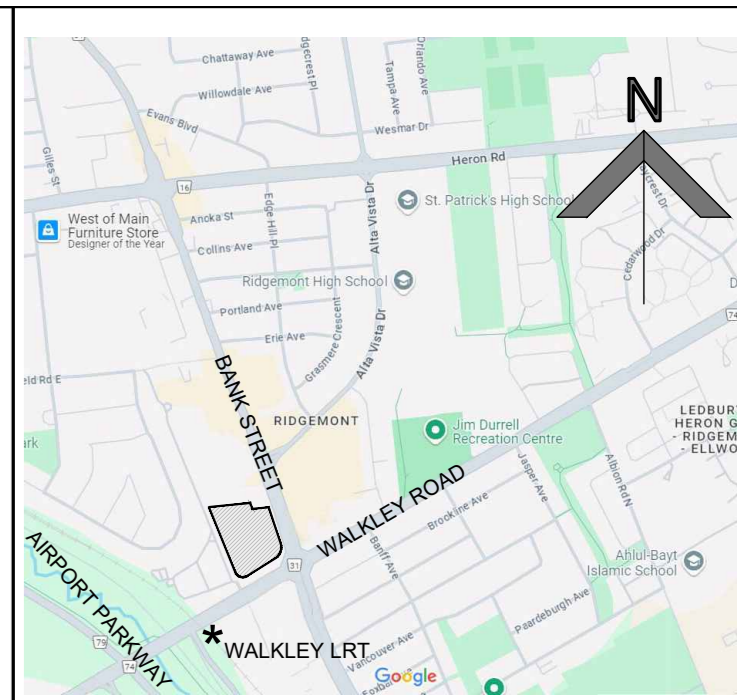 Chattaway Ave
Willowdale Ave
Evans Blvd
Tampa Ave
Orlando Ave
Wesmar Dr
N
Gilles St
16
Heron Rd
West of Main
Furniture Store
Designer of the Year
Ancka St
Collins Ave
Edge Hill Pl
Alta Vista Dr
St. Patrick's High School
Cedarwood Dr
Ridgemont High School
Portland Ave
Grasmere Crescent
Erie Ave
Alta Vista Dr
BANK STREET
RIDGEMONT
Jim Durrell
Recreation Centre
LEDBUR
HERON G
- RIDGEM
- ELLWO
74
WALKLEY ROAD
Jasper Ave
Albion Rd N
Brockline Ave
Banff Ave
31
Ahlul-Bayt
Islamic School
Paardeburgh Ave
AIRPORT PARKWAY
79
74
* WALKLEY LRT
Vancouver Ave
Google